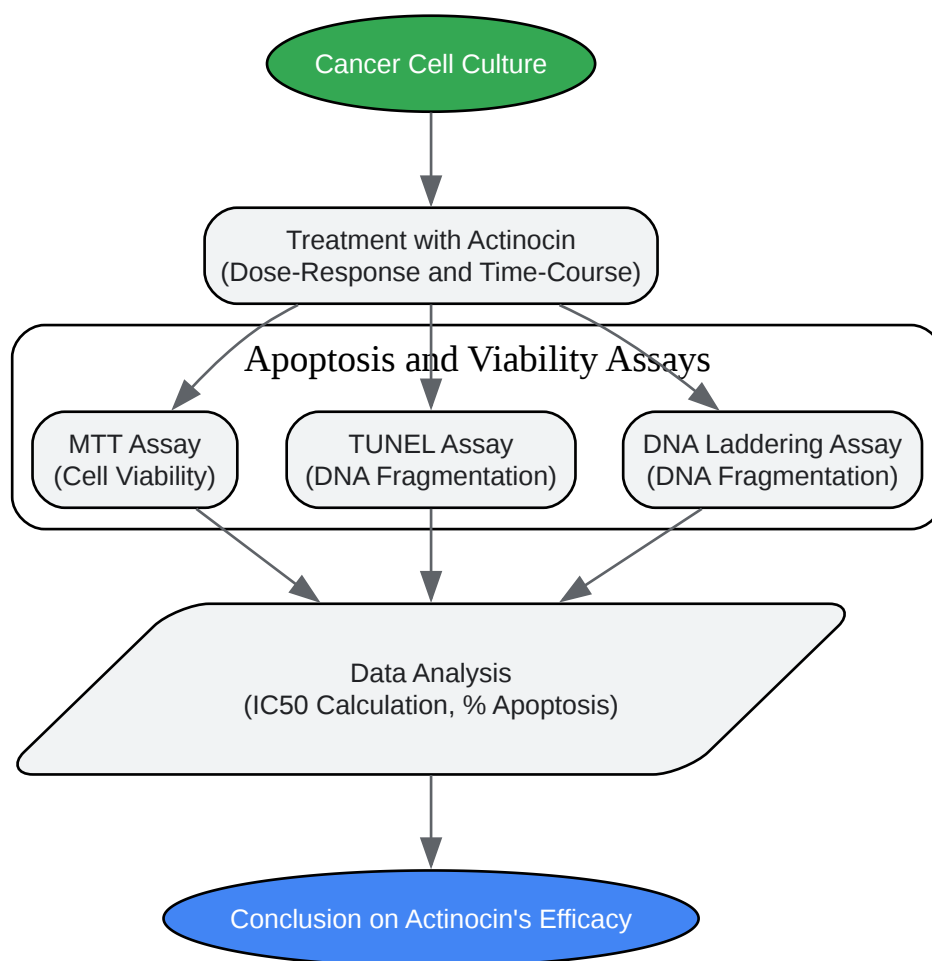 Cancer Cell Culture
Treatment with Actinocin
(Dose-Response and Time-Course)
Apoptosis and Viability Assays
MTT Assay
(Cell Viability)
TUNEL Assay
(DNA Fragmentation)
DNA Laddering Assay
(DNA Fragmentation)
Data Analysis
(IC50 Calculation, % Apoptosis)
Conclusion on Actinocin's Efficacy